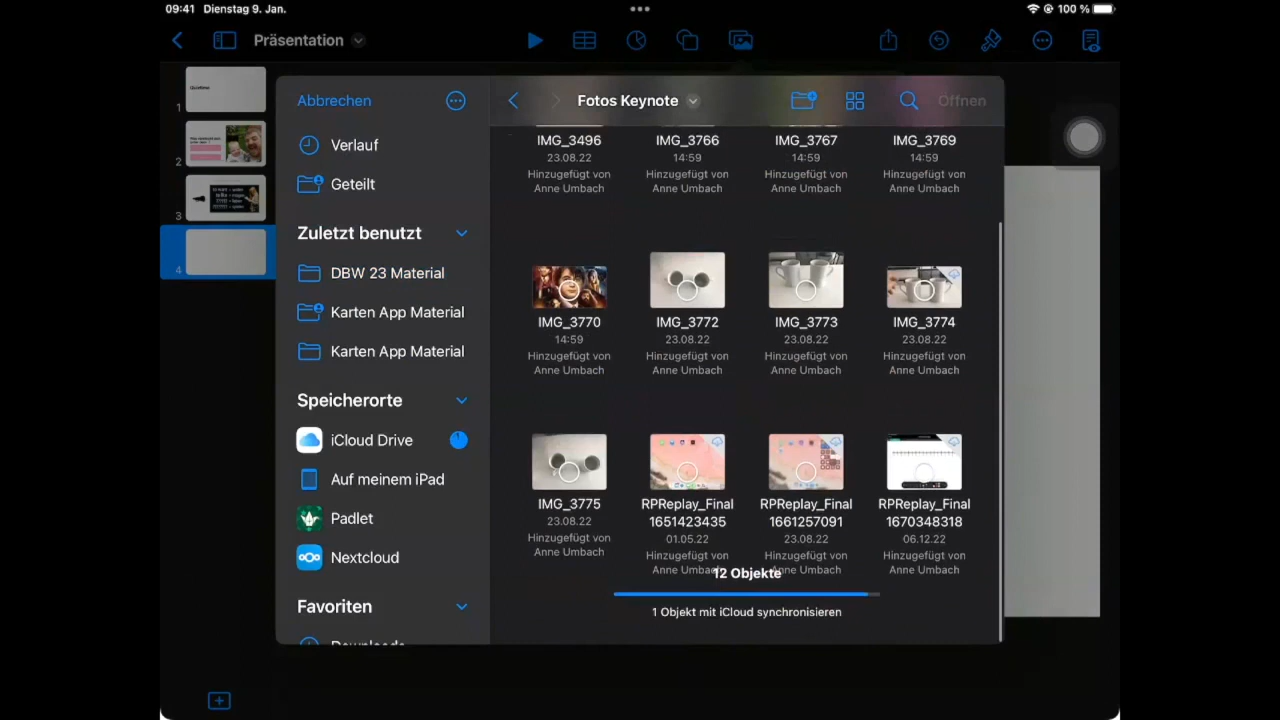 09:41 Dienstag 9. Jan.
100 %
Präsentation
1
2
3
4
Abbrechen
Verlauf
Geteilt
Zuletzt benutzt
DBW 23 Material
Karten App Material
Karten App Material
Speicherorte
iCloud Drive
Auf meinem iPad
Padlet
Nextcloud
Favoriten
Downloads
Fotos Keynote
Öffnen
IMG_3496
23.08.22
Hinzugefügt von
Anne Umbach
IMG_3766
14:59
Hinzugefügt von
Anne Umbach
IMG_3767
14:59
Hinzugefügt von
Anne Umbach
IMG_3769
14:59
Hinzugefügt von
Anne Umbach
IMG_3770
14:59
Hinzugefügt von
Anne Umbach
IMG_3772
23.08.22
Hinzugefügt von
Anne Umbach
IMG_3773
23.08.22
Hinzugefügt von
Anne Umbach
IMG_3774
23.08.22
Hinzugefügt von
Anne Umbach
IMG_3775
23.08.22
Hinzugefügt von
Anne Umbach
RPReplay_Final
1651423435
01.05.22
Hinzugefügt von
Anne Umbach
RPReplay_Final
1661257091
23.08.22
Hinzugefügt von
Anne Umbach
RPReplay_Final
1670348318
06.12.22
Hinzugefügt von
Anne Umbach
12 Objekte
1 Objekt mit iCloud synchronisieren